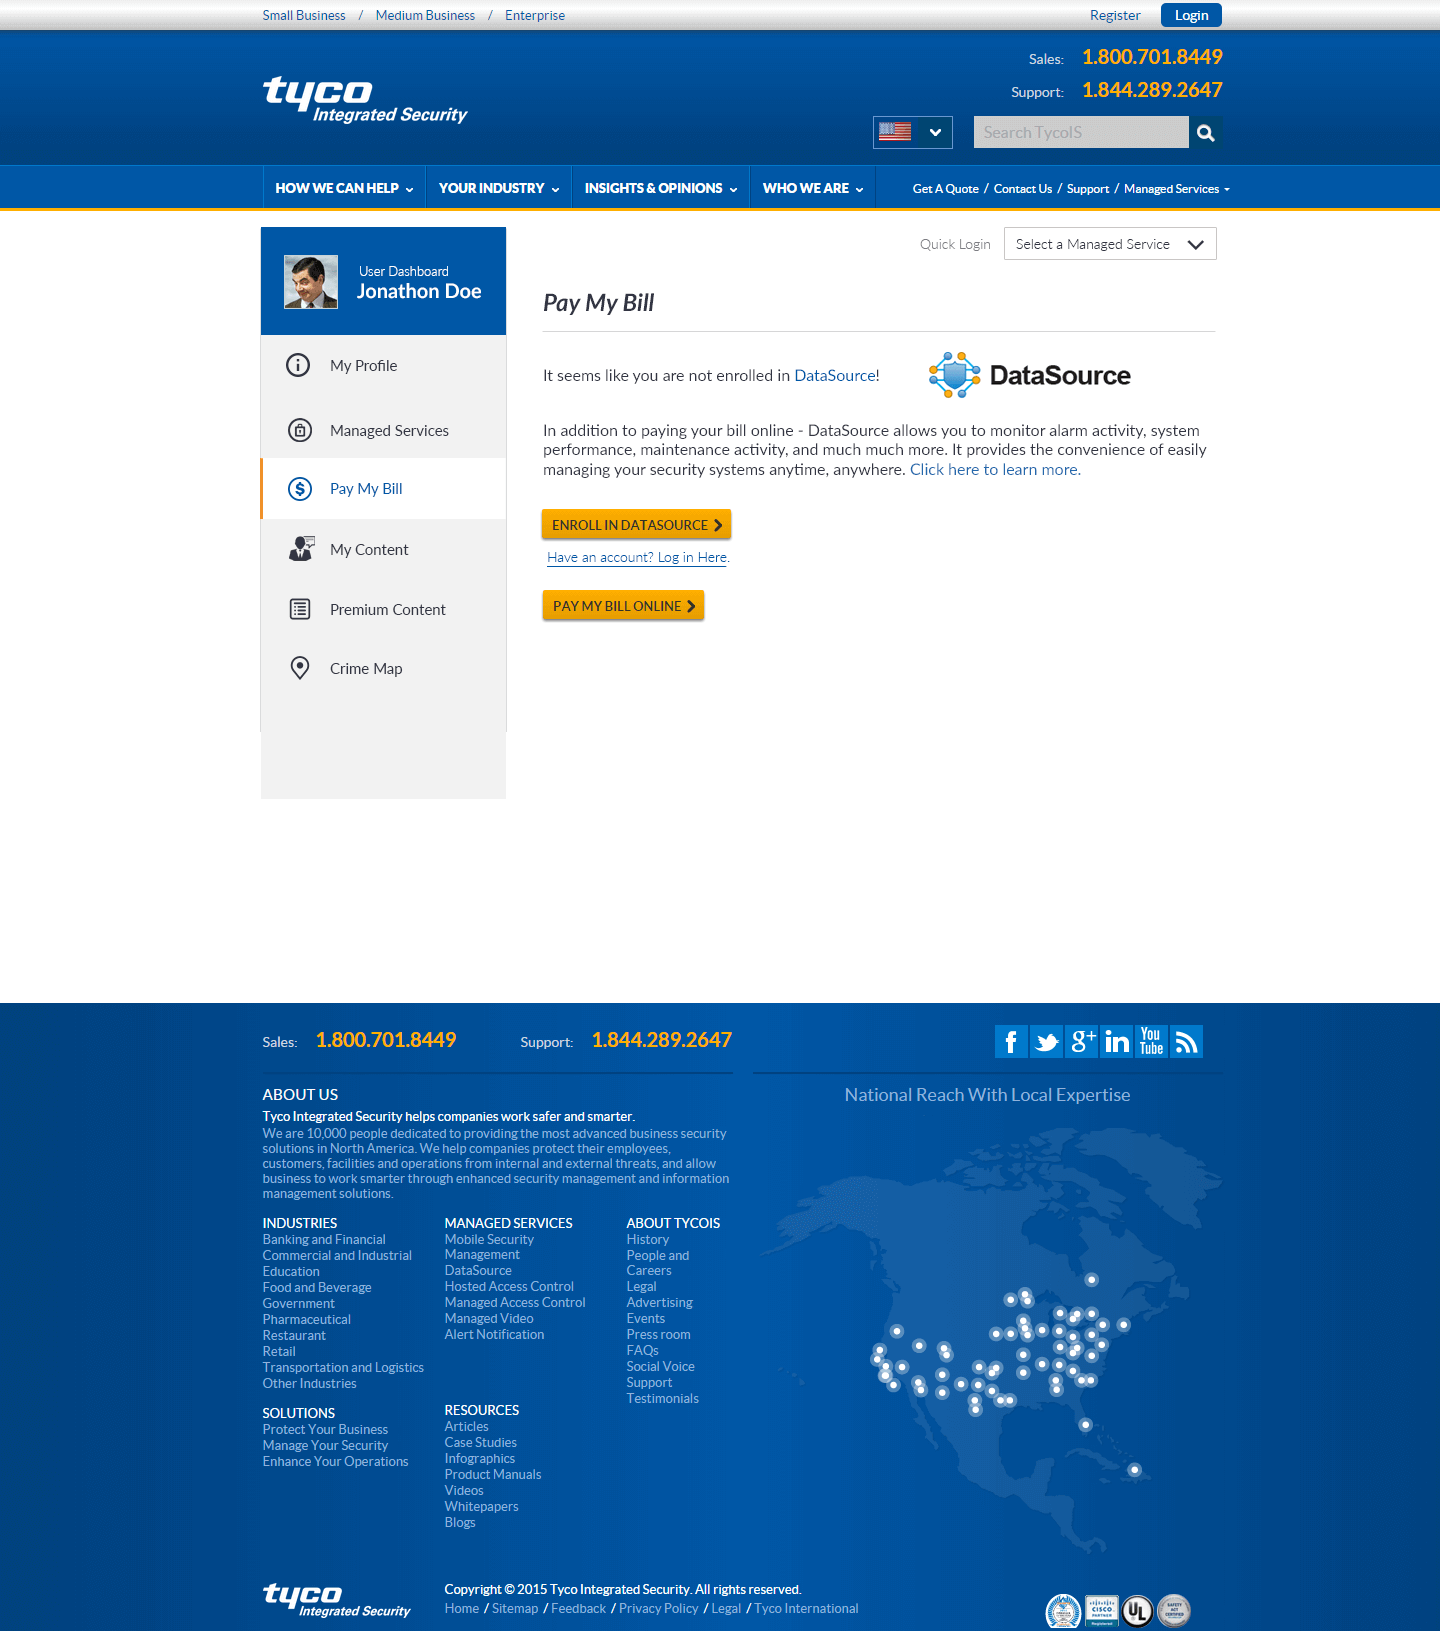 Small Business / Medium Business / Enterprise
Register Login
Sales: 1.800.701.8449
Support: 1.844.289.2647
tyco
Integrated Security
Search TycoIS
HOW WE CAN HELP YOUR INDUSTRY INSIGHTS & OPINIONS WHO WE ARE Get A Quote / Contact Us / Support / Managed Services
User Dashboard
Jonathon Doe
My Profile
Managed Services
Pay My Bill
My Content
Premium Content
Crime Map
Quick Login Select a Managed Service
Pay My Bill
It seems like you are not enrolled in DataSource!
DataSource
In addition to paying your bill online - DataSource allows you to monitor alarm activity, system
performance, maintenance activity, and much much more. It provides the convenience of easily
managing your security systems anytime, anywhere. Click here to learn more.
ENROLL IN DATASOURCE
Have an account? Log in Here.
PAY MY BILL ONLINE
Sales: 1.800.701.8449 Support: 1.844.289.2647
f g+ in You Tube
ABOUT US
Tyco Integrated Security helps companies work safer and smarter.
We are 10,000 people dedicated to providing the most advanced business security
solutions in North America. We help companies protect their employees,
customers, facilities and operations from internal and external threats, and allow
business to work smarter through enhanced security management and information
management solutions.
National Reach With Local Expertise
INDUSTRIES
Banking and Financial
Commercial and Industrial
Education
Food and Beverage
Government
Pharmaceutical
Restaurant
Retail
Transportation and Logistics
Other Industries
SOLUTIONS
Protect Your Business
Manage Your Security
Enhance Your Operations
MANAGED SERVICES
Mobile Security
Management
DataSource
Hosted Access Control
Managed Access Control
Managed Video
Alert Notification
RESOURCES
Articles
Case Studies
Infographics
Product Manuals
Videos
Whitepapers
Blogs
ABOUT TYCOIS
History
People and
Careers
Legal
Advertising
Events
Press room
FAQs
Social Voice
Support
Testimonials
tyco
Integrated Security
Copyright © 2015 Tyco Integrated Security. All rights reserved.
Home / Sitemap / Feedback / Privacy Policy / Legal / Tyco International
CISCO
PARTNER
Registered
UL
SAFETY
ACT
CERTIFIED